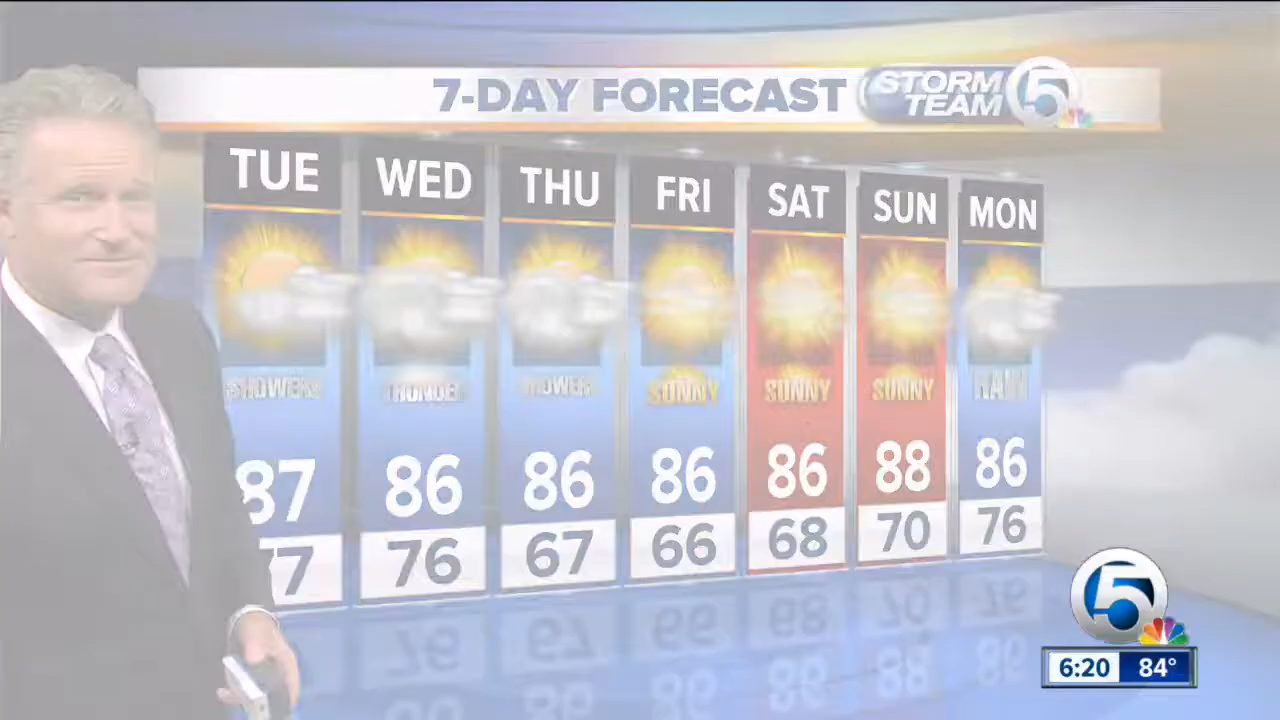 7-DAY FORECAST STORM TEAM 5
TUE WED THU FRI SAT SUN MON
SHOWERS THUNDER SHOWERS SUNNY SUNNY SUNNY RAIN
87 86 86 86 86 88 86
77 76 67 66 68 70 76
5
6:20 84°